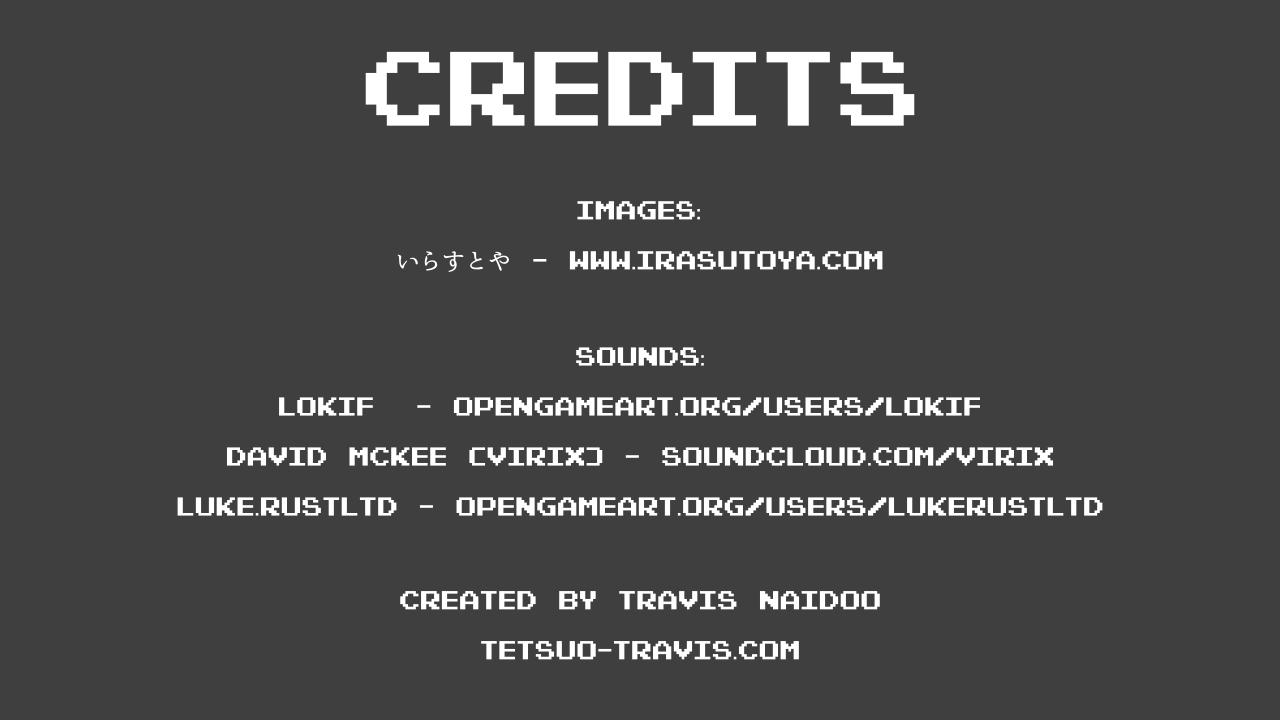 CREDITS
IMAGES:
いらすとや - WWW.IRASUTOYA.COM
SOUNDS:
LOKIF - OPENGAMEART.ORG/USERS/LOKIF
DAVID MCKEE (VIRIX) - SOUNDCLOUD.COM/VIRIX
LUKE.RUSTLTD - OPENGAMEART.ORG/USERS/LUKERUSTLTD
CREATED BY TRAVIS NAIDOO
TETSUO-TRAVIS.COM